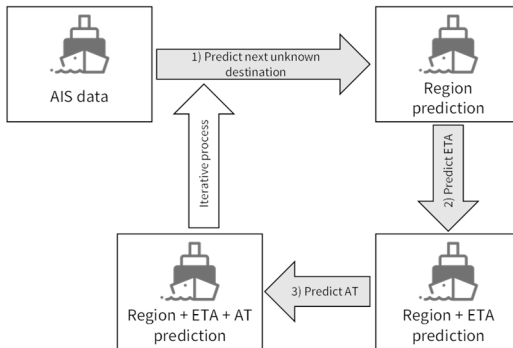 1) Predict next unknown
destination
AIS data
Region
prediction
2) Predict ETA
Iterative process
3) Predict AT
Region + ETA + AT
prediction
Region + ETA
prediction